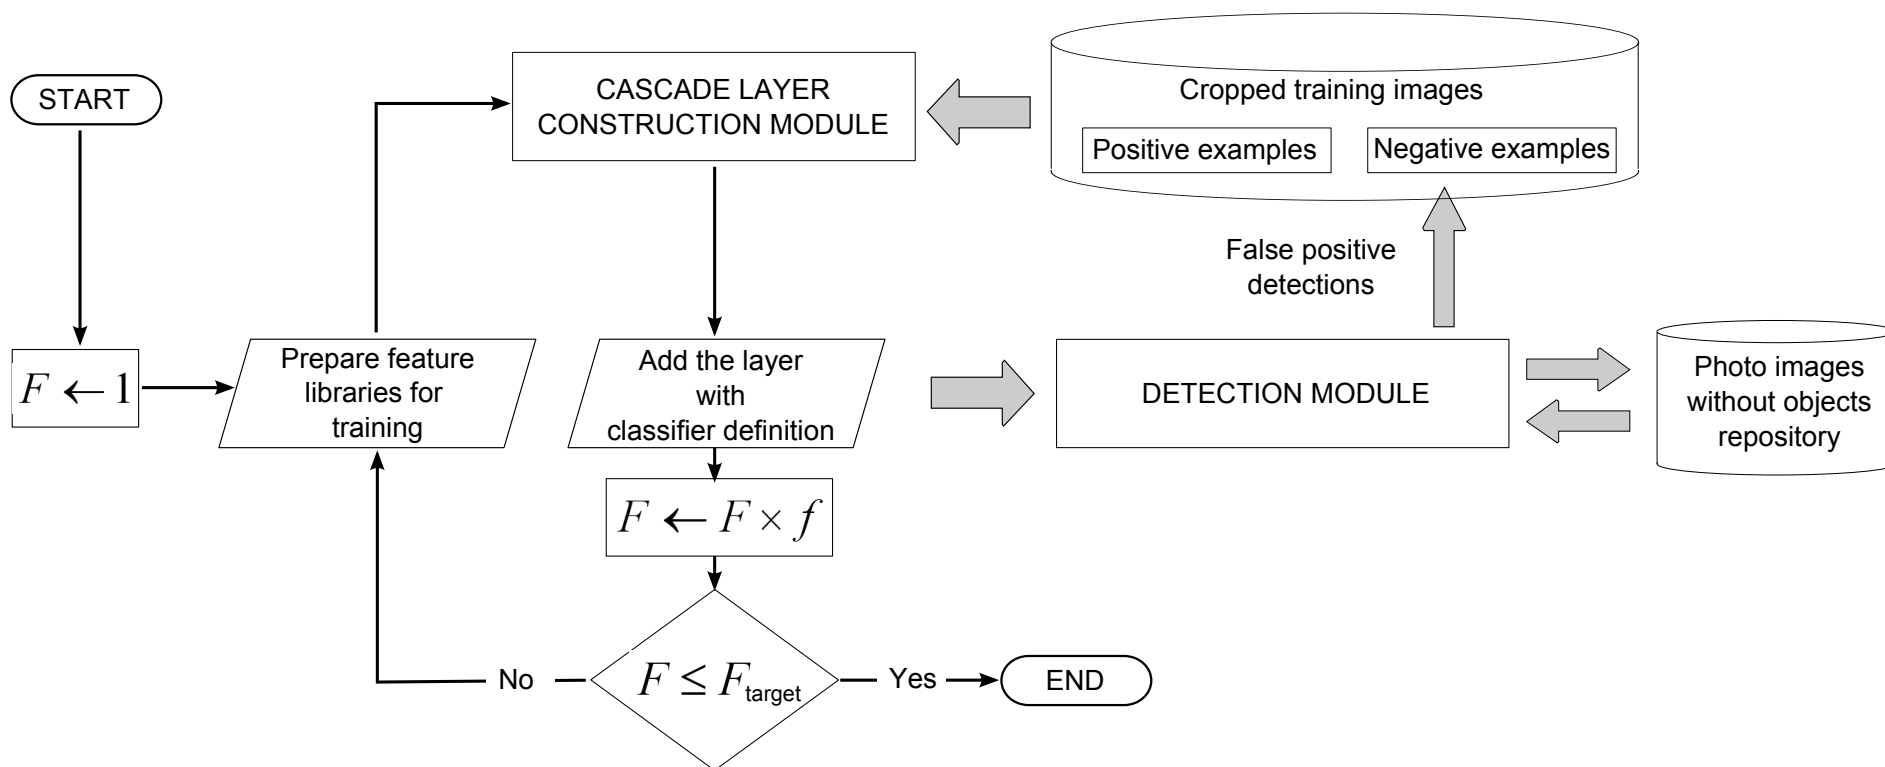 START
F ← 1
Prepare feature
libraries for
training
CASCADE LAYER
CONSTRUCTION MODULE
Add the layer
with
classifier definition
F ← F × f
F ≤ F target
No
Yes
END
Cropped training images
Positive examples
Negative examples
False positive
detections
DETECTION MODULE
Photo images
without objects
repository